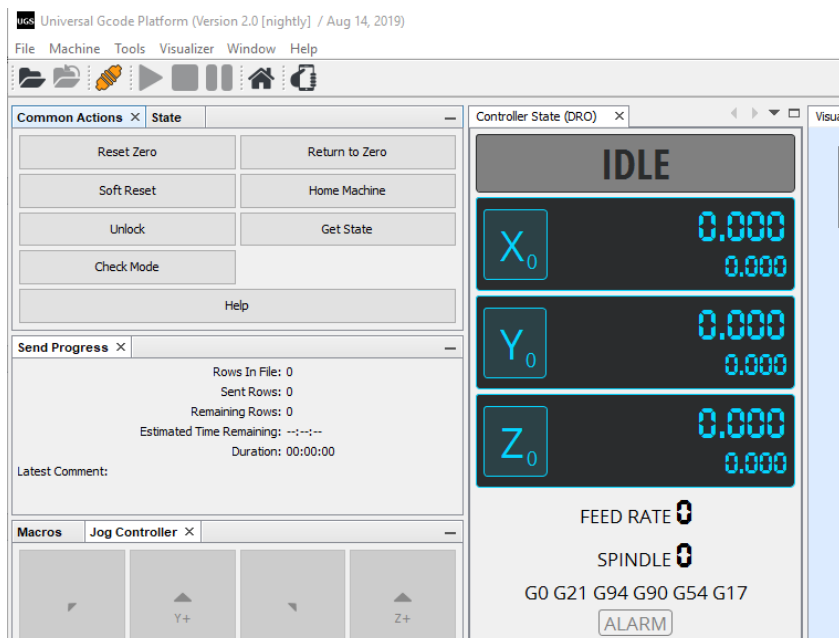 UGS Universal Gcode Platform (Version 2.0 [nightly] / Aug 14, 2019)
File Machine Tools Visualizer Window Help
Common Actions × State
Reset Zero Return to Zero
Soft Reset Home Machine
Unlock Get State
Check Mode
Help
Send Progress ×
Rows In File: 0
Sent Rows: 0
Remaining Rows: 0
Estimated Time Remaining: --:--:--
Duration: 00:00:00
Latest Comment:
Macros Jog Controller ×
Y+ Z+
Controller State (DRO) ×
IDLE
X0 0.000
0.000
Y0 0.000
0.000
Z0 0.000
0.000
FEED RATE 0
SPINDLE 0
G0 G21 G94 G90 G54 G17
ALARM